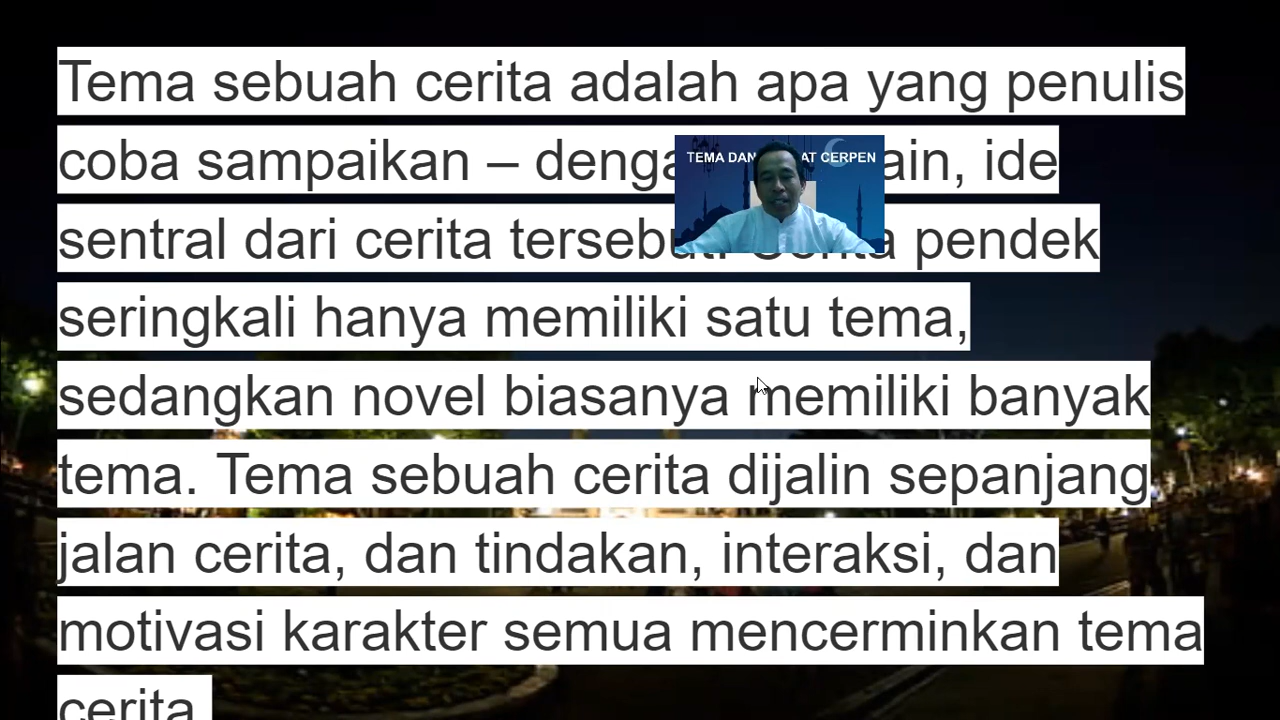 Tema sebuah cerita adalah apa yang penulis
coba sampaikan – ide
sentral dari cerita pendek
seringkali hanya memiliki satu tema,
sedangkan novel biasanya memiliki banyak
tema. Tema sebuah cerita dijalin sepanjang
jalan cerita, dan tindakan, interaksi, dan
motivasi karakter semua mencerminkan tema
cerita
TEMA DAN CERPEN